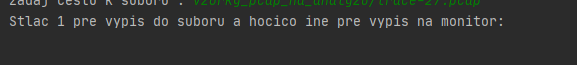 zadaj cestu k suboru : vzorky_pcap_na_analyzu/trace-27.pcap
Stlac 1 pre vypis do suboru a hocico ine pre vypis na monitor: